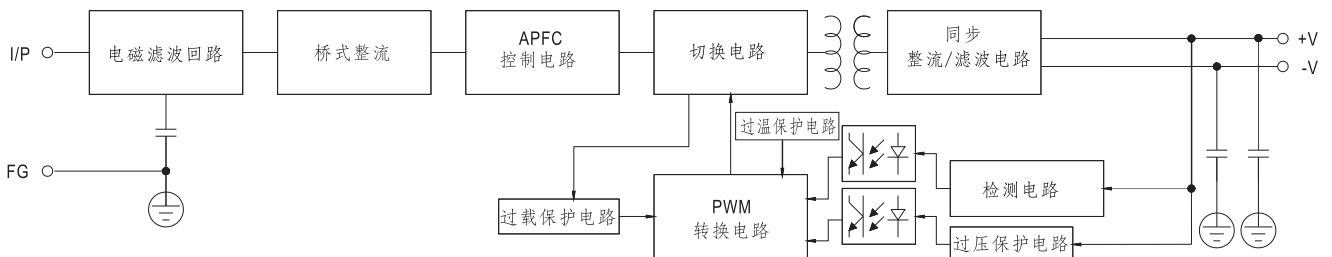 I/P
电磁滤波回路
桥式整流
APFC
控制电路
切换电路
同步
整流/滤波电路
+V
-V
过温保护电路
FG
检测电路
过载保护电路
PWM
转换电路
过压保护电路